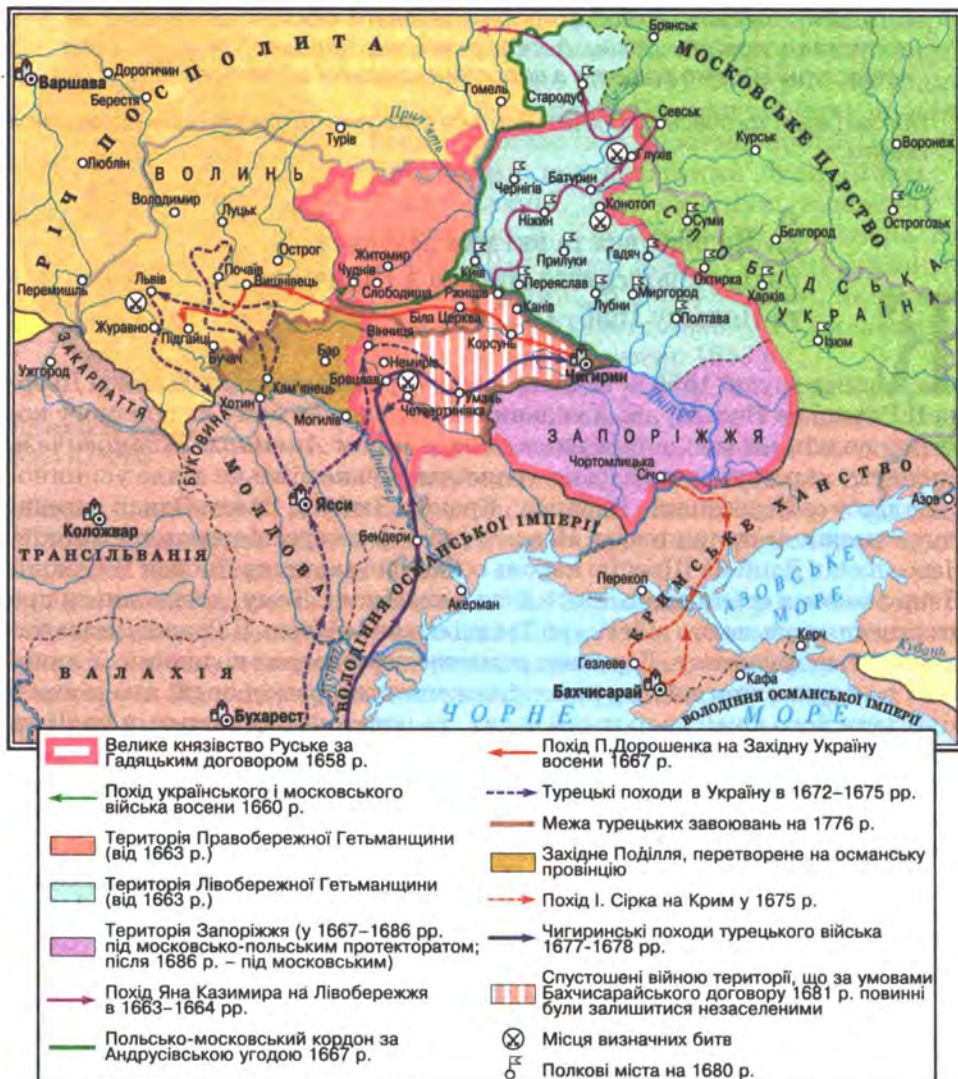 РІЧ ПОСПОЛИТА
МОСКОВСЬКЕ ЦАРСТВО
Варшава
Дорогичин
Берестя
Люблін
Турів
Прип'ять
Гомель
Брянськ
Стародуб
Севськ
Курськ
Воронеж
Дон
Острогозьк
ВОЛИНЬ
Володимир
Луцьк
Острог
Чернігів
Глухів
Батурин
Конотоп
Ніжин
Суми
Бєлгород
СЛОБІДСЬКА УКРАЇНА
Перемишль
Львів
Почаїв
Вишнівець
Житомир
Чуднів
Слободища
Київ
Прилуки
Гадяч
Охтирка
Харків
Переяслав
Лубни
Миргород
Полтава
Ізюм
Ржищів
Канів
Біла Церква
Корсунь
Журавно
Підгайці
Бучач
Вінниця
Бар
Немирів
Брацлав
Четвертинівка
Умань
Чигирин
ЗАКАРПАТТЯ
Ужгород
Хотин
Кам'янець
Могилів
БУКОВИНА
МОЛДОВА
Дністер
Дніпро
ЗАПОРІЖЖЯ
Чортомлицька
Січ
Коложвар
ТРАНСІЛЬВАНІЯ
Ясси
Бендери
ВОЛОДІННЯ ОСМАНСЬКОЇ ІМПЕРІЇ
КРИМСЬКЕ ХАНСТВО
Азов
Акерман
Перекоп
АЗОВСЬКЕ
МОРЕ
Керч
Кубань
Гезлеве
Бахчисарай
Кафа
ВАЛАХІЯ
Бухарест
ЧОРНЕ МОРЕ
ВОЛОДІННЯ ОСМАНСЬКОЇ ІМПЕРІЇ
Велике князівство Руське за
Гадяцьким договором 1658 р.
Похід українського і московського
війська восени 1660 р.
Територія Правобережної Гетьманщини
(від 1663 р.)
Територія Лівобережної Гетьманщини
(від 1663 р.)
Територія Запоріжжя (у 1667–1686 рр.
під московсько-польським протекторатом;
після 1686 р. – під московським)
Похід Яна Казимира на Лівобережжя
в 1663–1664 рр.
Польсько-московський кордон за
Андрусівською угодою 1667 р.
Похід П.Дорошенка на Західну Україну
восени 1667 р.
Турецькі походи в Україну в 1672–1675 рр.
Межа турецьких завоювань на 1776 р.
Західне Поділля, перетворене на османську
провінцію
Похід І. Сірка на Крим у 1675 р.
Чигиринські походи турецького війська
1677-1678 рр.
Спустошені війною території, що за умовами
Бахчисарайського договору 1681 р. повинні
були залишитися незаселеними
Місця визначних битв
Полкові міста на 1680 р.